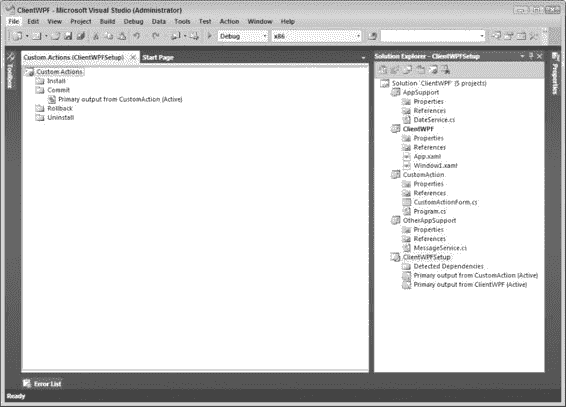 ClientWPF - Microsoft Visual Studio (Administrator)
File Edit View Project Build Debug Data Tools Test Action Window Help
Debug x86
Toolbox
Custom Actions (ClientWPFSetup) Start Page
Custom Actions
Install
Commit
Primary output from CustomAction (Active)
Rollback
Uninstall
Solution Explorer - ClientWPFSetup
Solution 'ClientWPF' (5 projects)
AppSupport
Properties
References
DateService.cs
ClientWPF
Properties
References
App.xaml
Window1.xaml
CustomAction
Properties
References
CustomActionForm.cs
Program.cs
OtherAppSupport
Properties
References
MessageService.cs
ClientWPFSetup
Detected Dependencies
Primary output from CustomAction (Active)
Primary output from ClientWPF (Active)
Properties
Error List
Ready